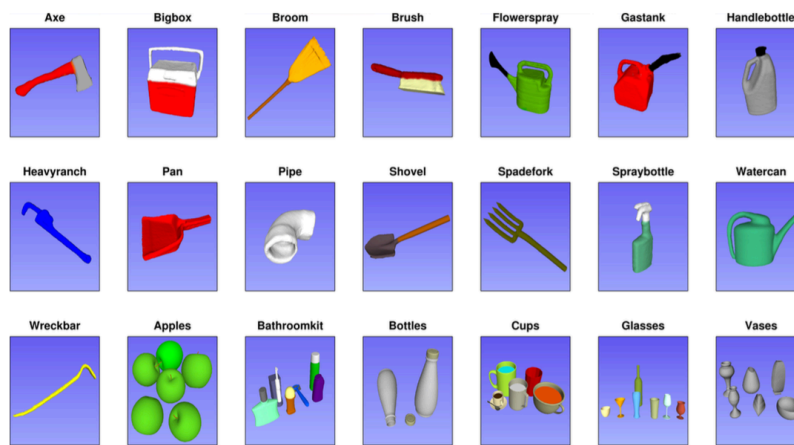 Axe Bigbox Broom Brush Flowerspray Gastank Handlebottle
Heavyranch Pan Pipe Shovel Spadefork Spraybottle Watercan
Wreckbar Apples Bathroomkit Bottles Cups Glasses Vases